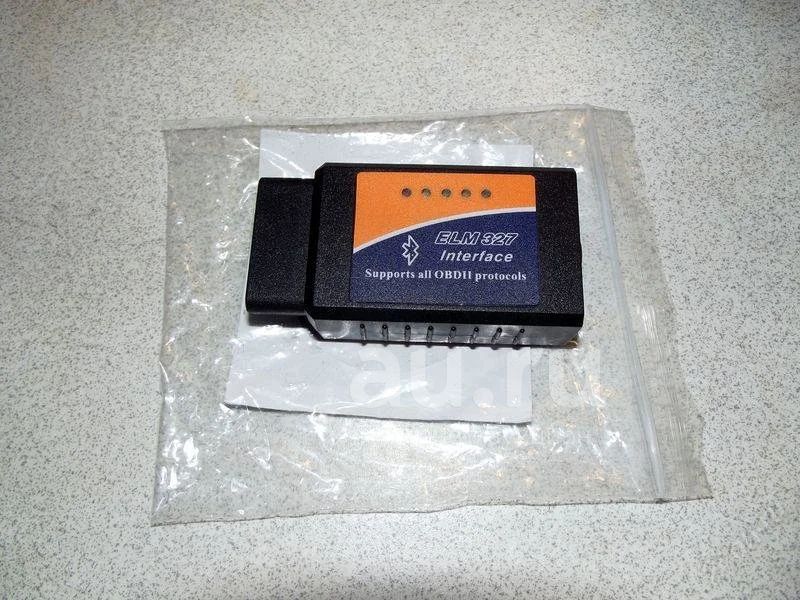 ELM 327
Interface
Supports all OBDII protocols
au.ru